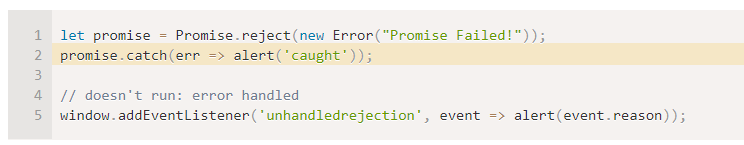 1 let promise = Promise.reject(new Error("Promise Failed!"));
2 promise.catch(err => alert('caught'));
3
4 // doesn't run: error handled
5 window.addEventListener('unhandledrejection', event => alert(event.reason));